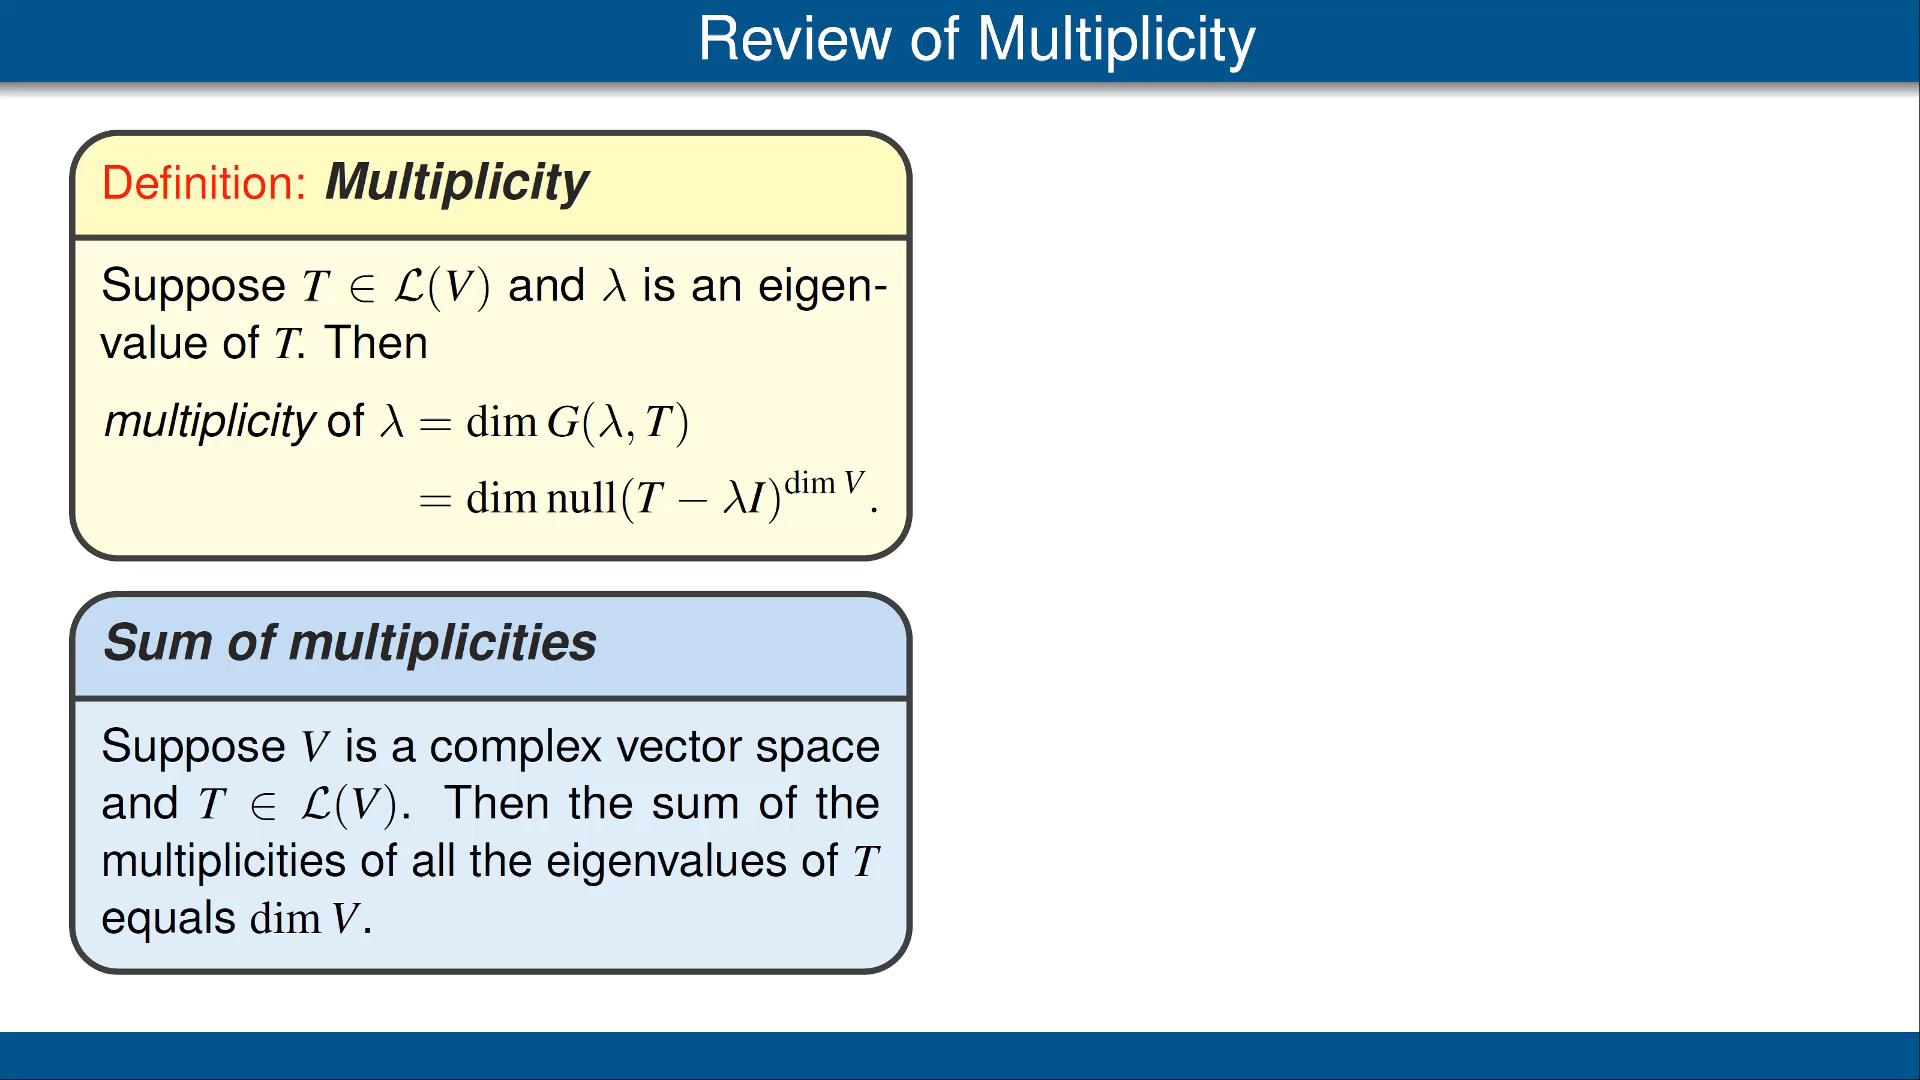 Review of Multiplicity
Definition: Multiplicity
Suppose T ∈ ℒ(V) and λ is an eigen-
value of T. Then
multiplicity of λ = dim G(λ, T)
= dim null(T − λI)^{dim V}.
Sum of multiplicities
Suppose V is a complex vector space
and T ∈ ℒ(V). Then the sum of the
multiplicities of all the eigenvalues of T
equals dim V.